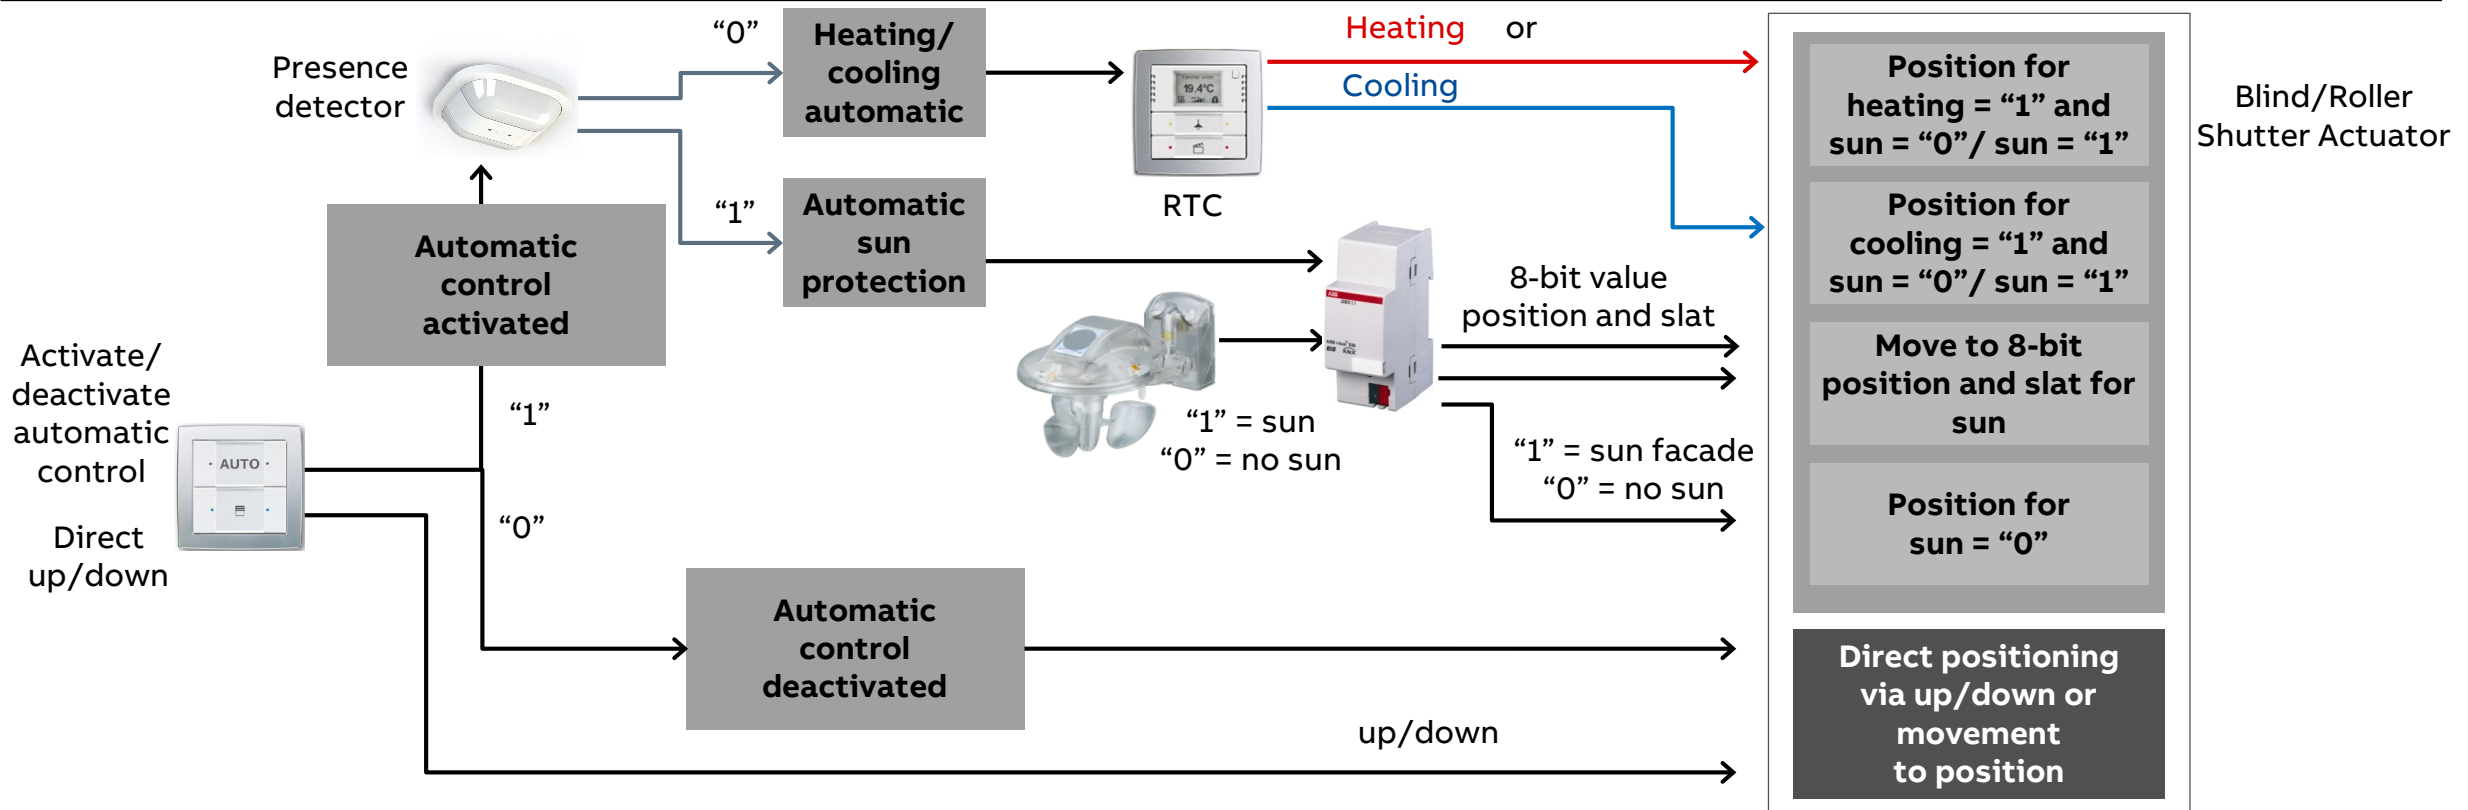 “0”
Heating/
cooling
automatic
Heating or
Cooling
Presence
detector
Position for
heating = “1” and
sun = “0”/ sun = “1”
Blind/Roller
Shutter Actuator
19.4°C
RTC
“1”
Automatic
sun
protection
Position for
cooling = “1” and
sun = “0”/ sun = “1”
Automatic
control
activated
8-bit value
position and slat
ABB
KNX
Move to 8-bit
position and slat for
sun
Activate/
deactivate
automatic
control
“1”
“1” = sun
“0” = no sun
“1” = sun facade
“0” = no sun
AUTO
Position for
sun = “0”
“0”
Direct
up/down
Automatic
control
deactivated
Direct positioning
via up/down or
movement
to position
up/down